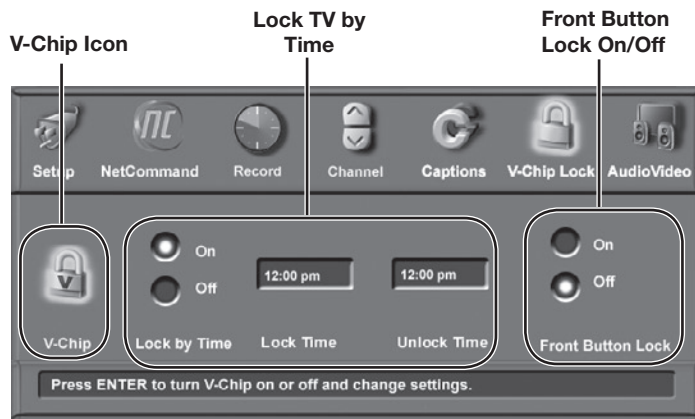 V-Chip Icon
Lock TV by
Time
Front Button
Lock On/Off
NC
Setup
NetCommand
Record
Channel
Captions
V-Chip Lock
AudioVideo
V
V-Chip
On
Off
Lock by Time
12:00 pm
Lock Time
12:00 pm
Unlock Time
On
Off
Front Button Lock
Press ENTER to turn V-Chip on or off and change settings.